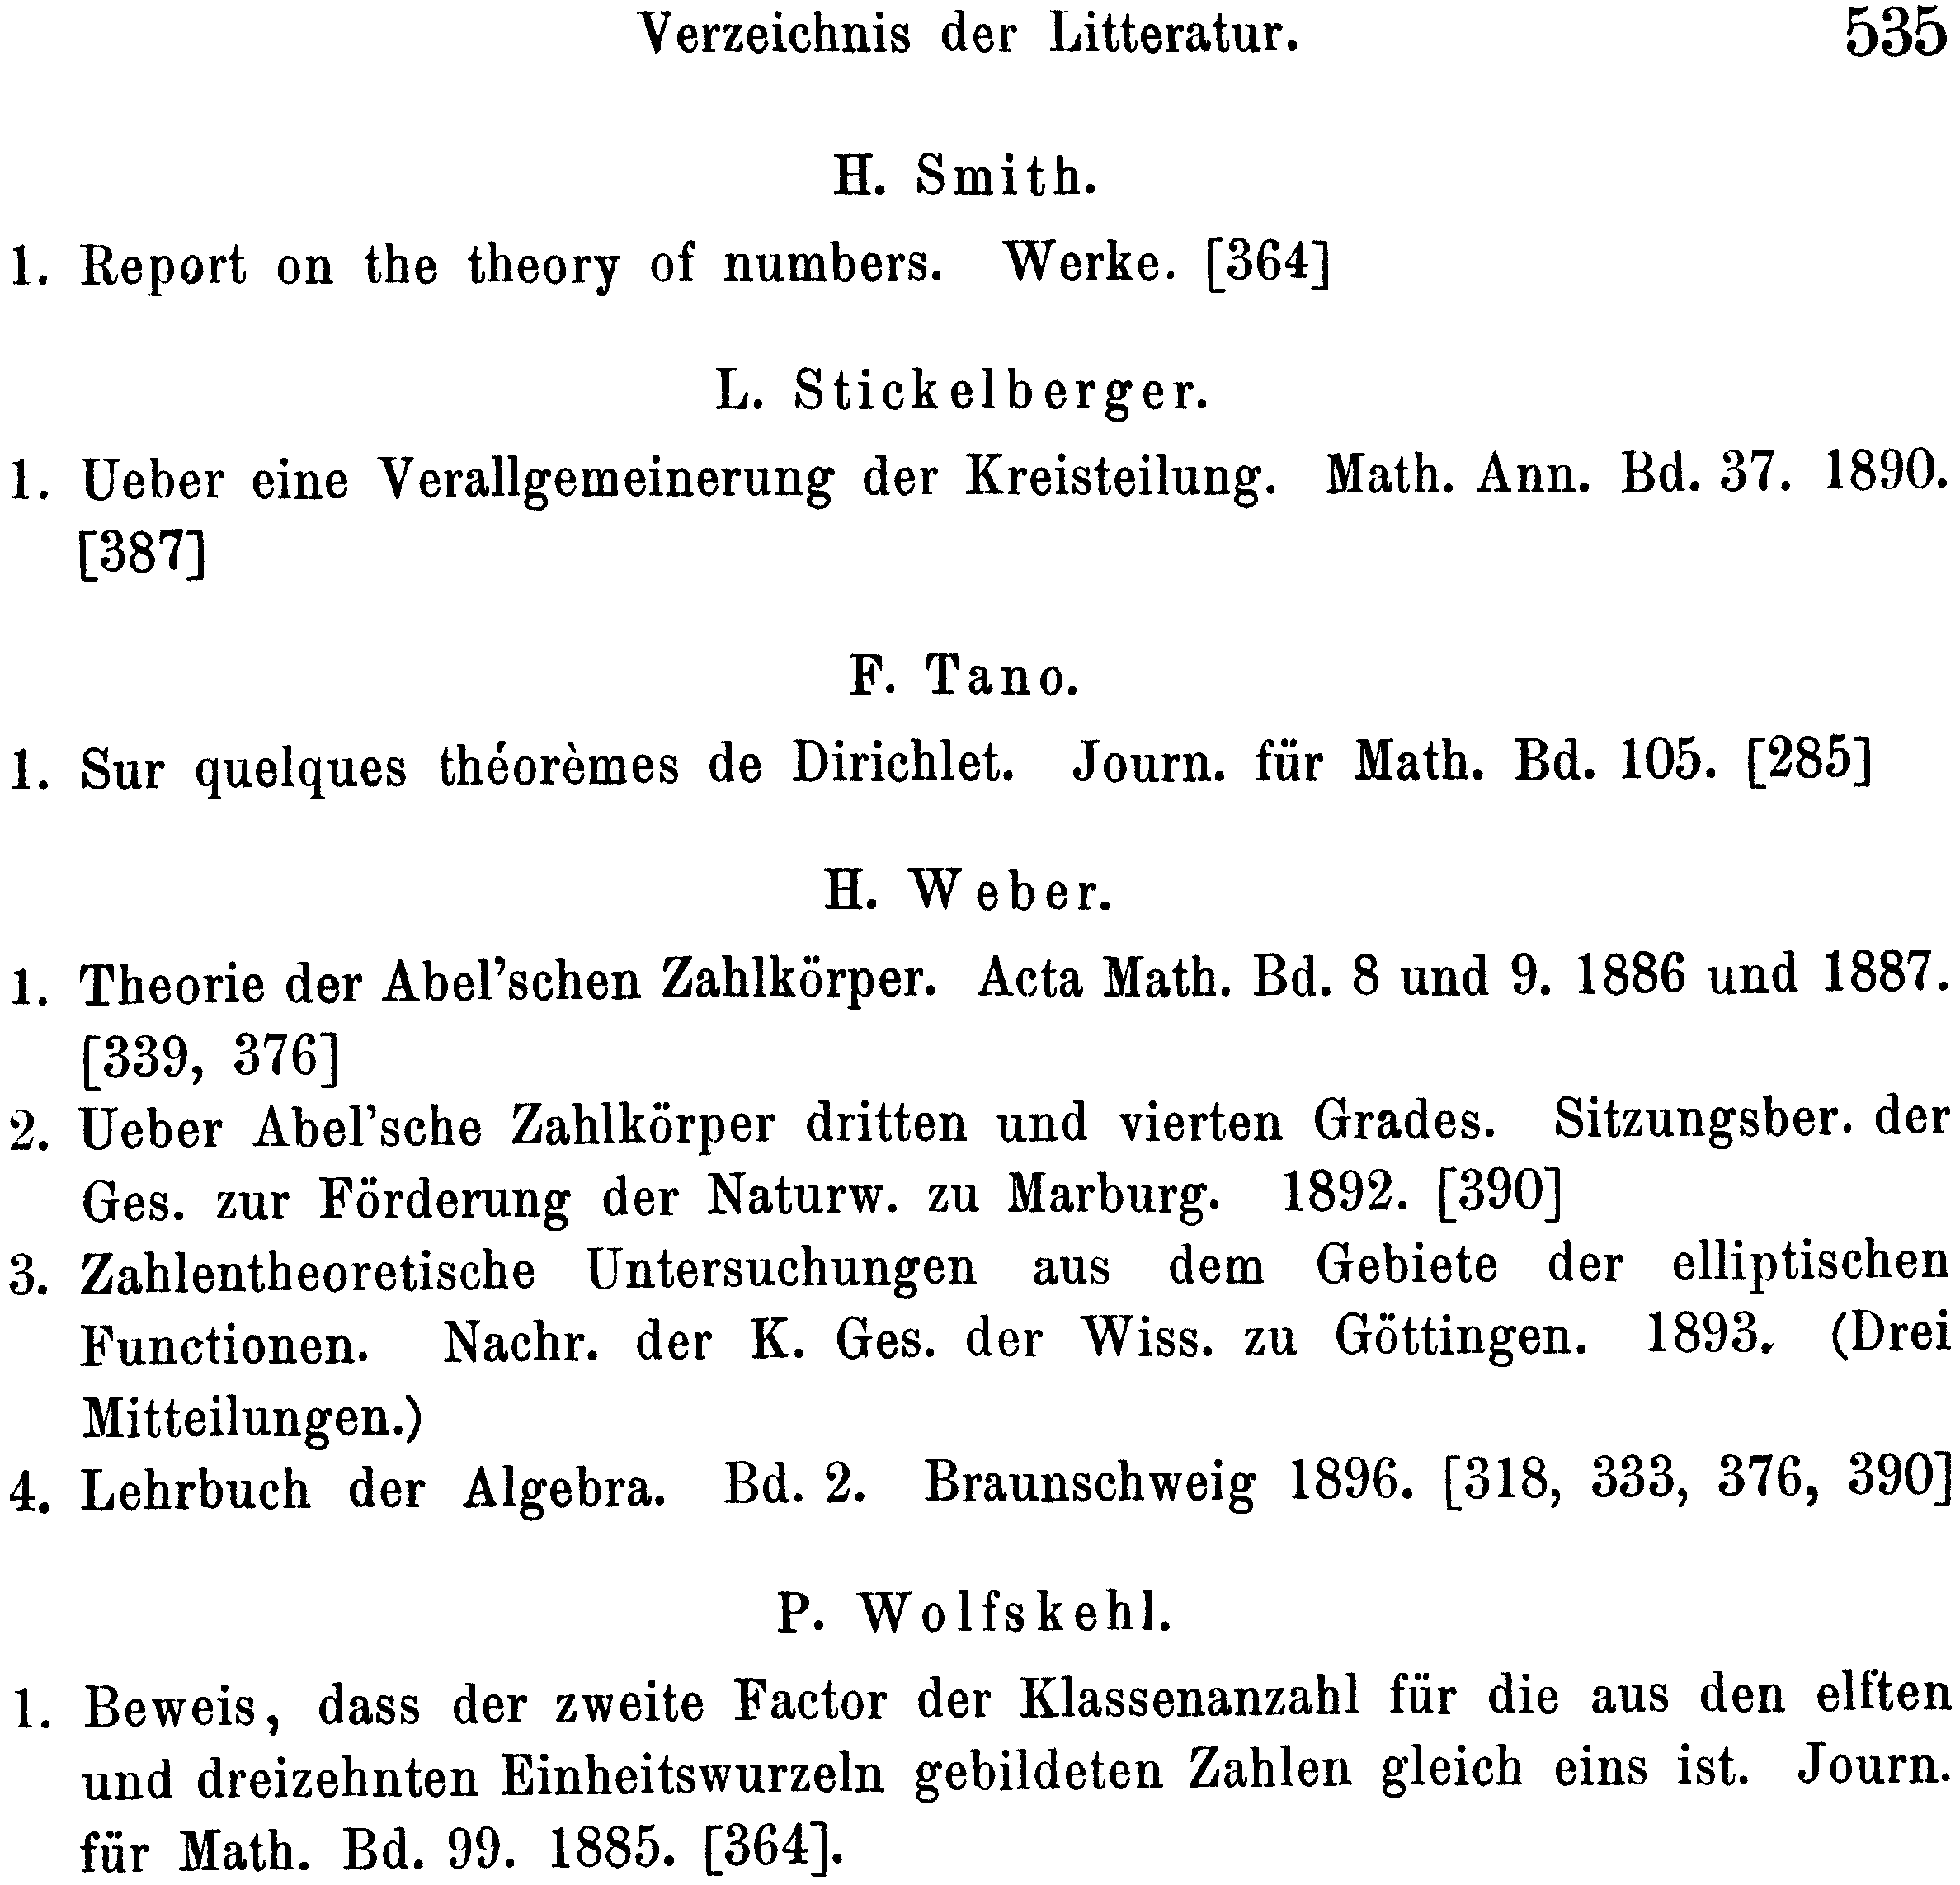 Verzeichnis der Litteratur. 535
H. Smith.
1. Report on the theory of numbers. Werke. [364]
L. Stickelberger.
1. Ueber eine Verallgemeinerung der Kreisteilung. Math. Ann. Bd. 37. 1890.
[387]
F. Tano.
1. Sur quelques théorèmes de Dirichlet. Journ. für Math. Bd. 105. [285]
H. Weber.
1. Theorie der Abel'schen Zahlkörper. Acta Math. Bd. 8 und 9. 1886 und 1887.
[339, 376]
2. Ueber Abel'sche Zahlkörper dritten und vierten Grades. Sitzungsber. der
Ges. zur Förderung der Naturw. zu Marburg. 1892. [390]
3. Zahlentheoretische Untersuchungen aus dem Gebiete der elliptischen
Functionen. Nachr. der K. Ges. der Wiss. zu Göttingen. 1893. (Drei
Mitteilungen.)
4. Lehrbuch der Algebra. Bd. 2. Braunschweig 1896. [318, 333, 376, 390]
P. Wolfskehl.
1. Beweis, dass der zweite Factor der Klassenanzahl für die aus den elften
und dreizehnten Einheitswurzeln gebildeten Zahlen gleich eins ist. Journ.
für Math. Bd. 99. 1885. [364].